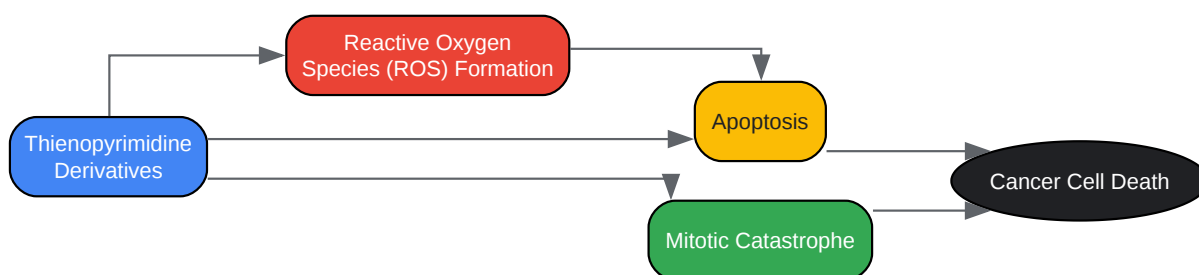 Reactive Oxygen
Species (ROS) Formation
Apoptosis
Thienopyrimidine
Derivatives
Cancer Cell Death
Mitotic Catastrophe